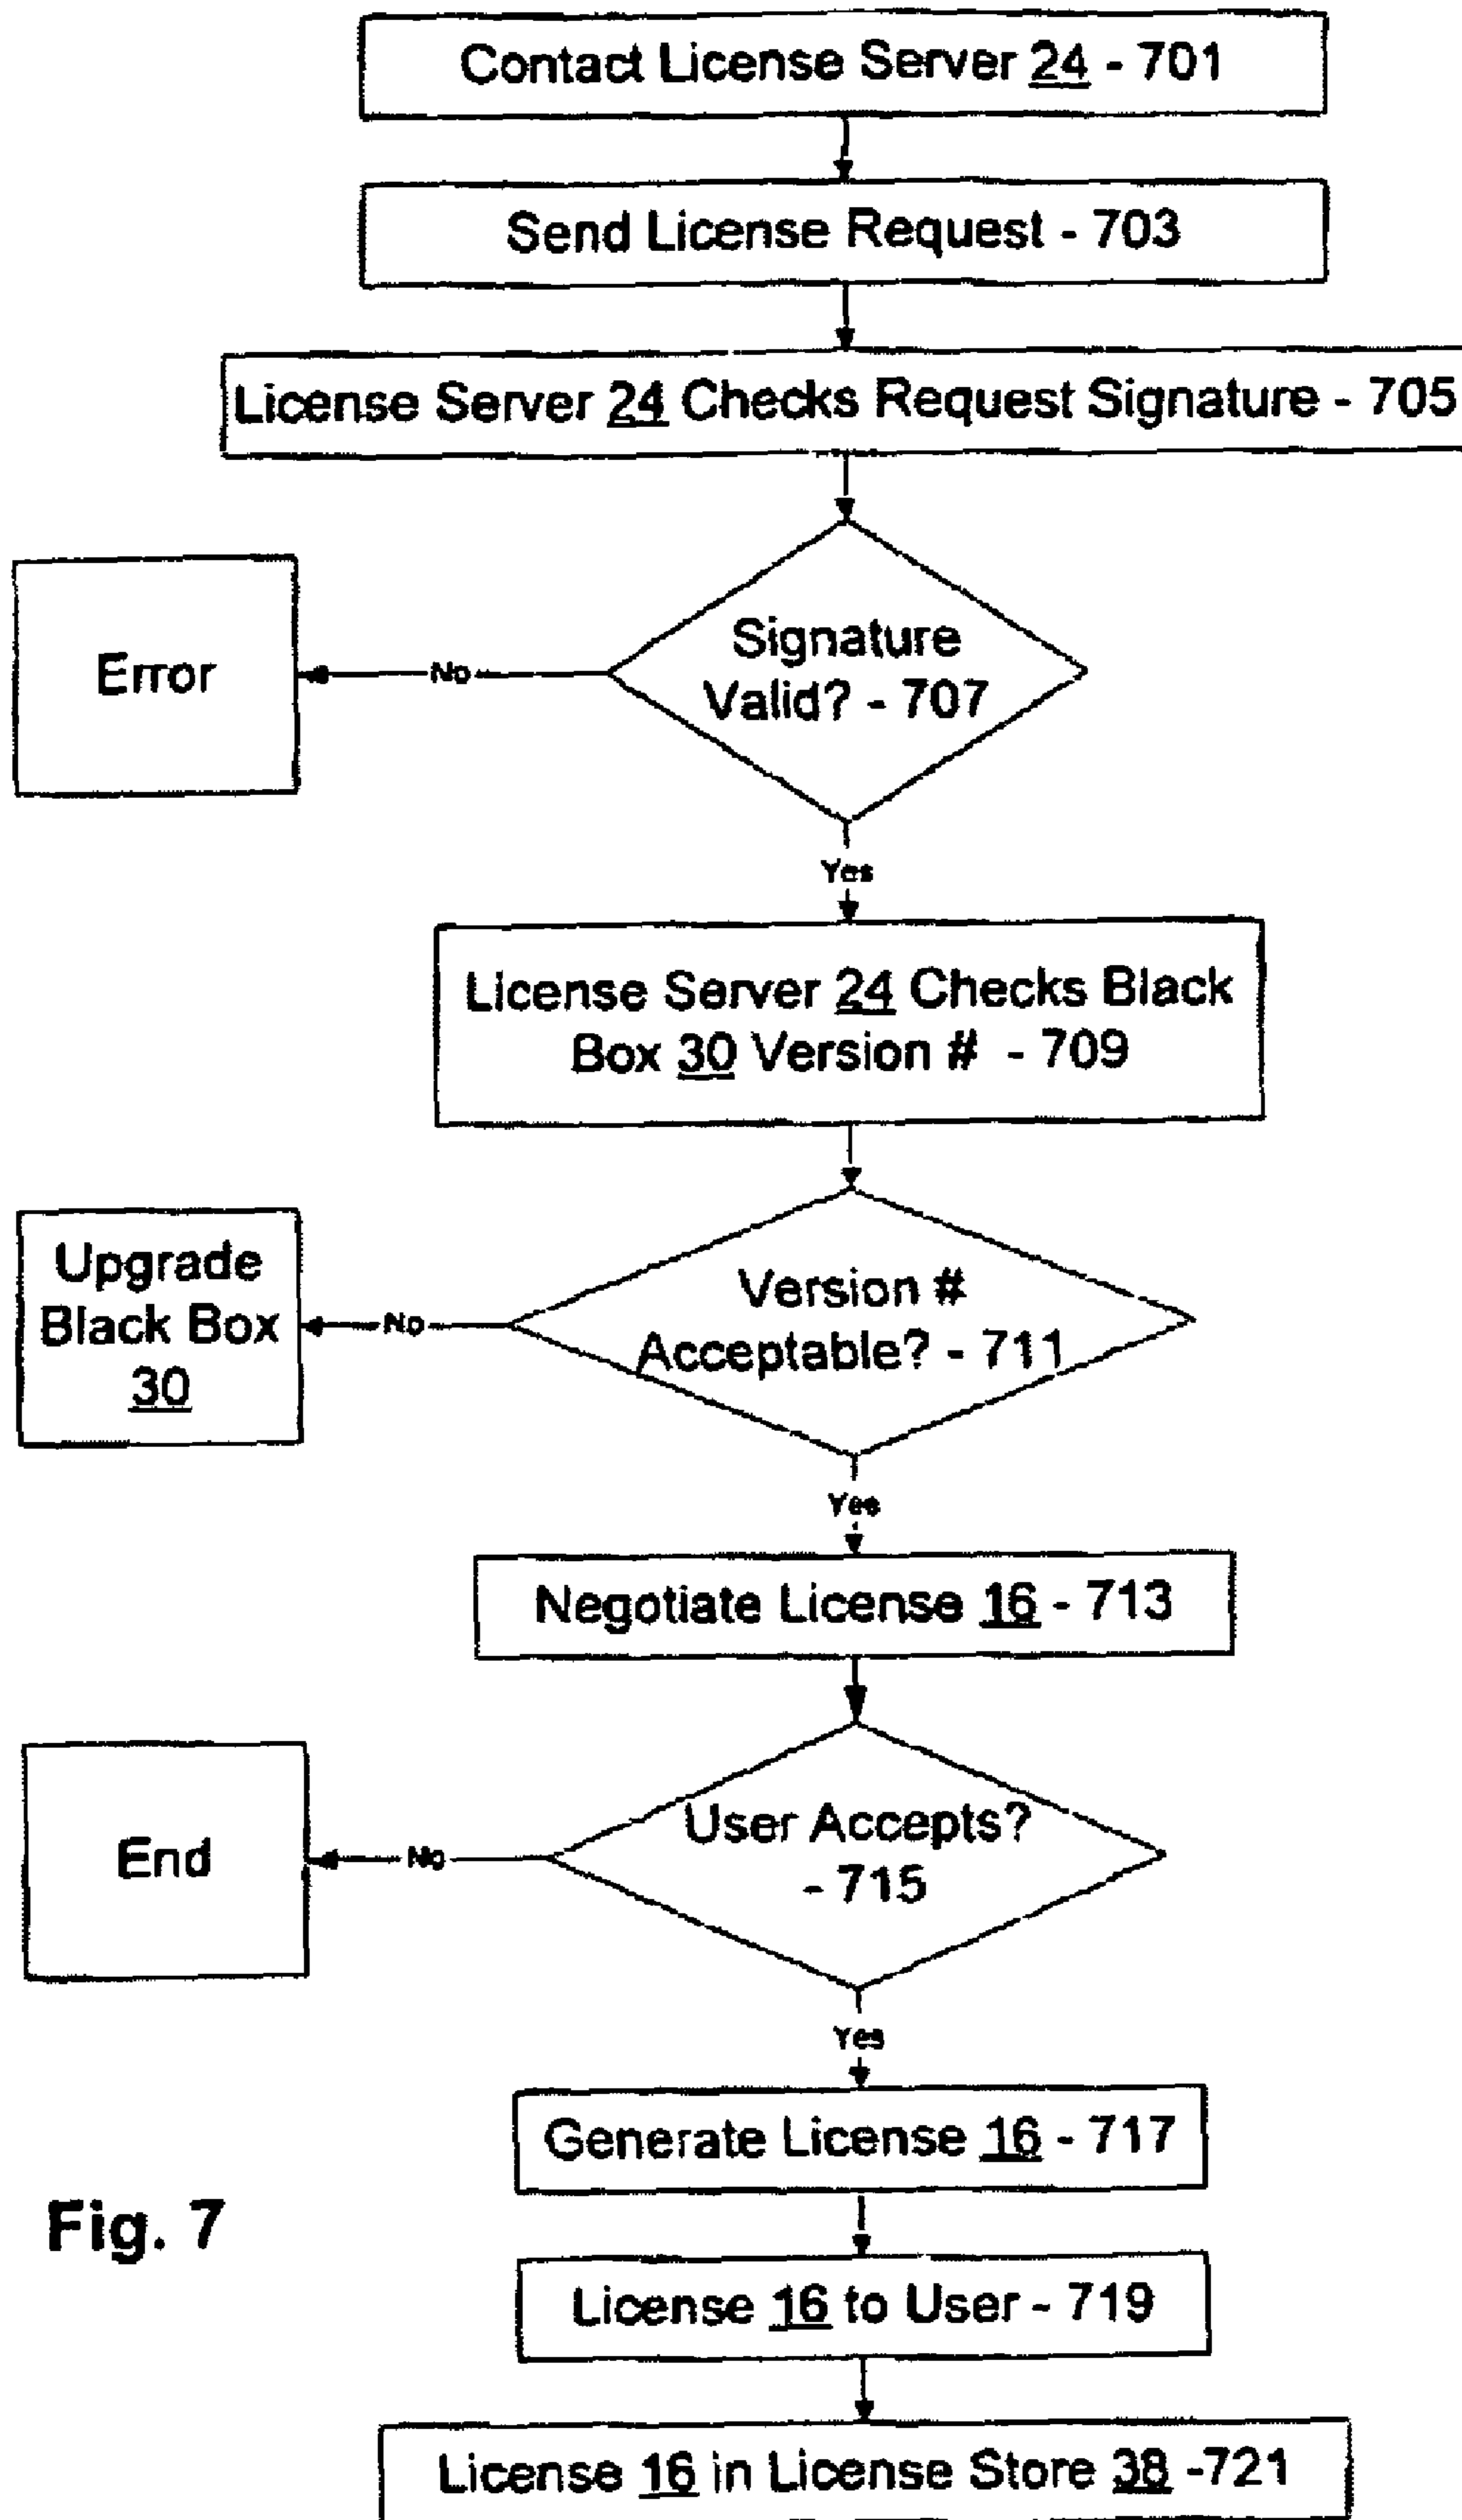 Contact License Server 24 - 701
Send License Request - 703
License Server 24 Checks Request Signature - 705
Signature
Valid? - 707
No
Error
Yes
License Server 24 Checks Black
Box 30 Version # - 709
Version #
Acceptable? - 711
No
Upgrade
Black Box
30
Yes
Negotiate License 16 - 713
User Accepts?
- 715
No
End
Yes
Generate License 16 - 717
Fig. 7
License 16 to User - 719
License 16 in License Store 38 -721